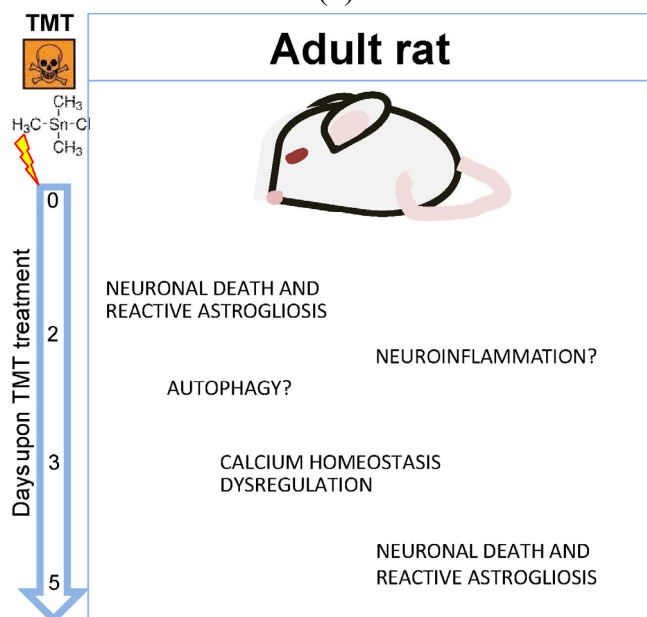 TMT
Adult rat
CH3
H3C-Sn-Cl
CH3
0
NEURONAL DEATH AND
REACTIVE ASTROGLIOSIS
2
NEUROINFLAMMATION?
AUTOPHAGY?
3
CALCIUM HOMEOSTASIS
DYSREGULATION
NEURONAL DEATH AND
REACTIVE ASTROGLIOSIS
5
Days upon TMT treatment